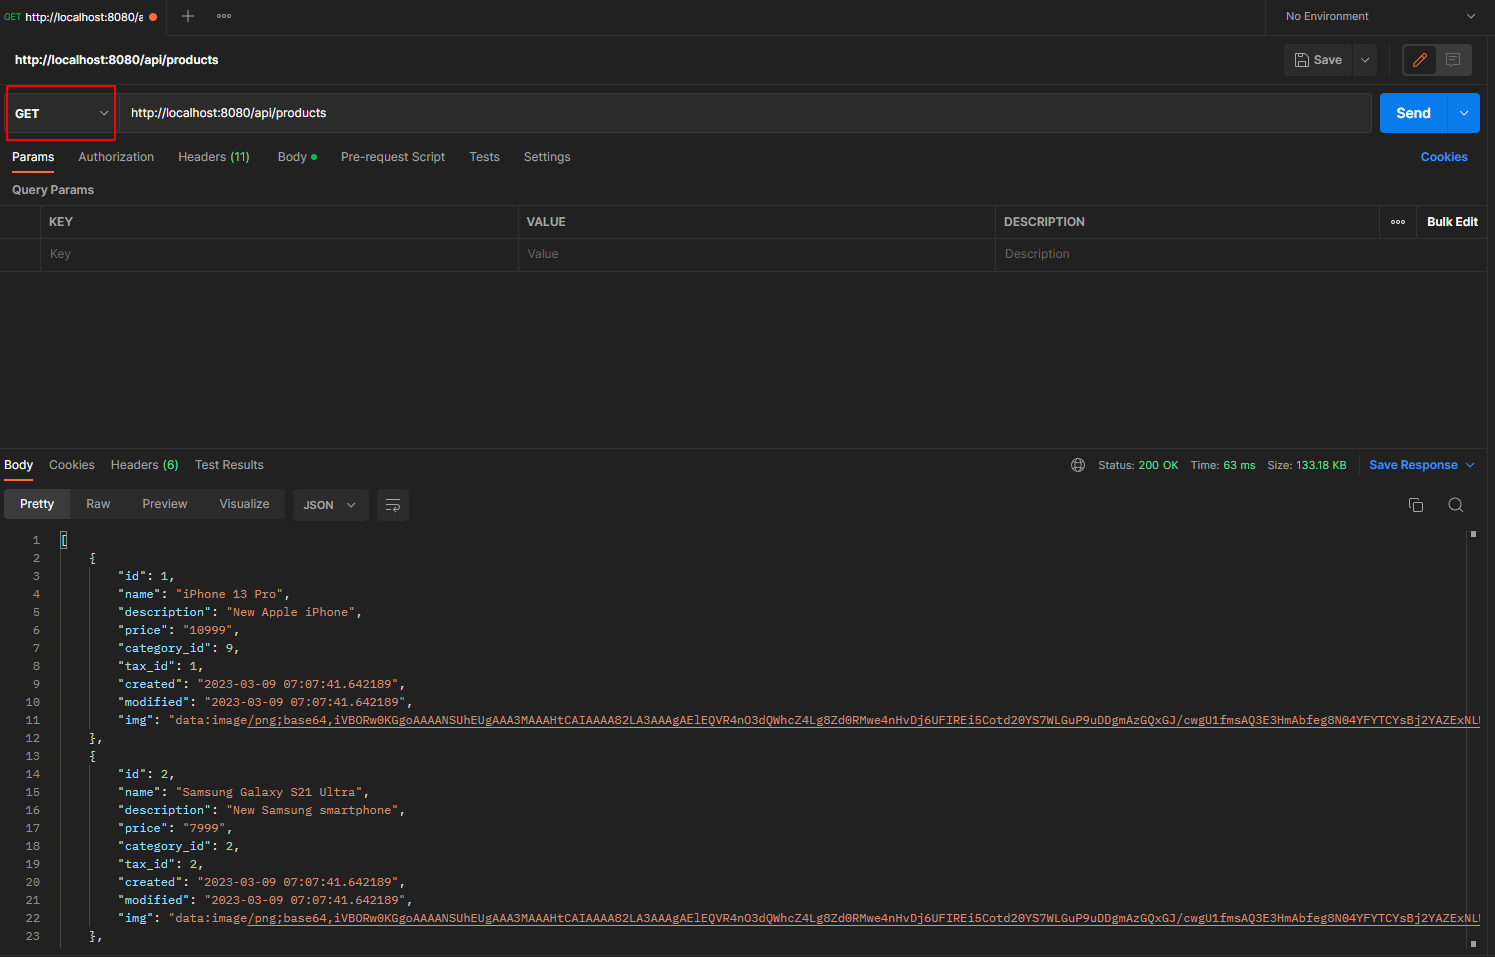 GET http://localhost:8080/a
No Environment
http://localhost:8080/api/products
Save
GET http://localhost:8080/api/products
Send
Params Authorization Headers (11) Body Pre-request Script Tests Settings Cookies
Query Params
KEY VALUE DESCRIPTION Bulk Edit
Key Value Description
Body Cookies Headers (6) Test Results Status: 200 OK Time: 63 ms Size: 133.18 KB Save Response
Pretty Raw Preview Visualize JSON
1 [
2 {
3 "id": 1,
4 "name": "iPhone 13 Pro",
5 "description": "New Apple iPhone",
6 "price": "10999",
7 "category_id": 9,
8 "tax_id": 1,
9 "created": "2023-03-09 07:07:41.642189",
10 "modified": "2023-03-09 07:07:41.642189",
11 "img": "data:image/png;base64,iVBORw0KGgoAAAANSUhEUgAAA3MAAAHtCAIAAAA82LA3AAAgAElEQVR4nO3dQWhcZ4Lg8Zd0RMwe4nHvDj6UFIREi5Cotd20YS7WLGuP9uDDgmAzGQxGJ/cwgU1fmsAQ3E3HmAbfeg8N04YFYTCYsBj2YAZExNL
12 },
13 {
14 "id": 2,
15 "name": "Samsung Galaxy S21 Ultra",
16 "description": "New Samsung smartphone",
17 "price": "7999",
18 "category_id": 2,
19 "tax_id": 2,
20 "created": "2023-03-09 07:07:41.642189",
21 "modified": "2023-03-09 07:07:41.642189",
22 "img": "data:image/png;base64,iVBORw0KGgoAAAANSUhEUgAAA3MAAAHtCAIAAAA82LA3AAAgAElEQVR4nO3dQWhcZ4Lg8Zd0RMwe4nHvDj6UFIREi5Cotd20YS7WLGuP9uDDgmAzGQxGJ/cwgU1fmsAQ3E3HmAbfeg8N04YFYTCYsBj2YAZExNL
23 },